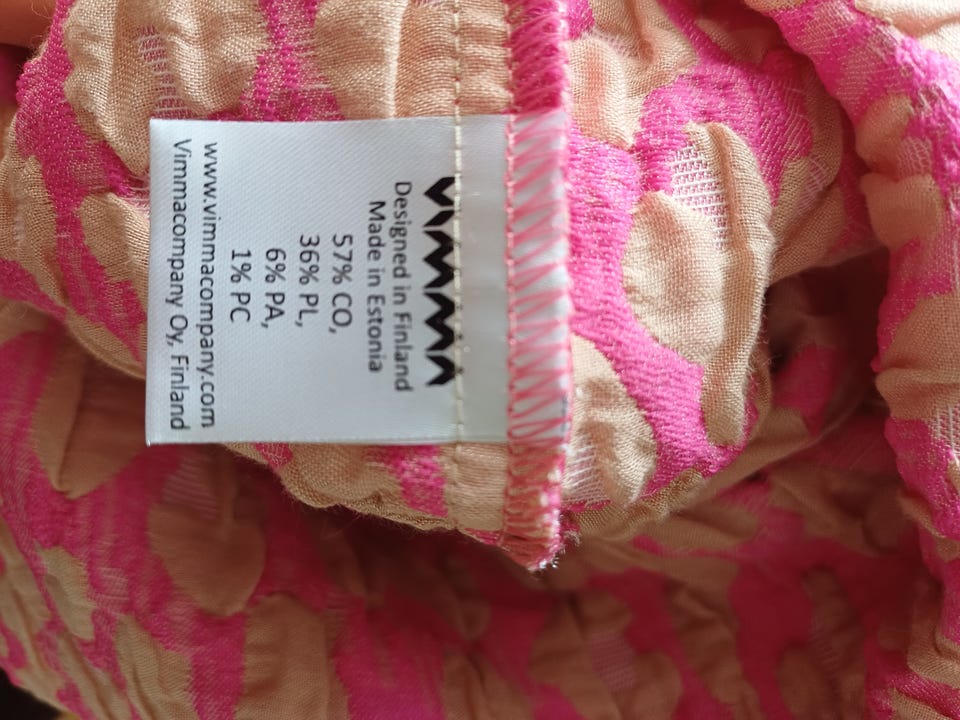 VIMMA
Designed in Finland
Made in Estonia
57% CO,
36% PL,
6% PA,
1% PC
www.vimmacompany.com
Vimmacompany Oy, Finland